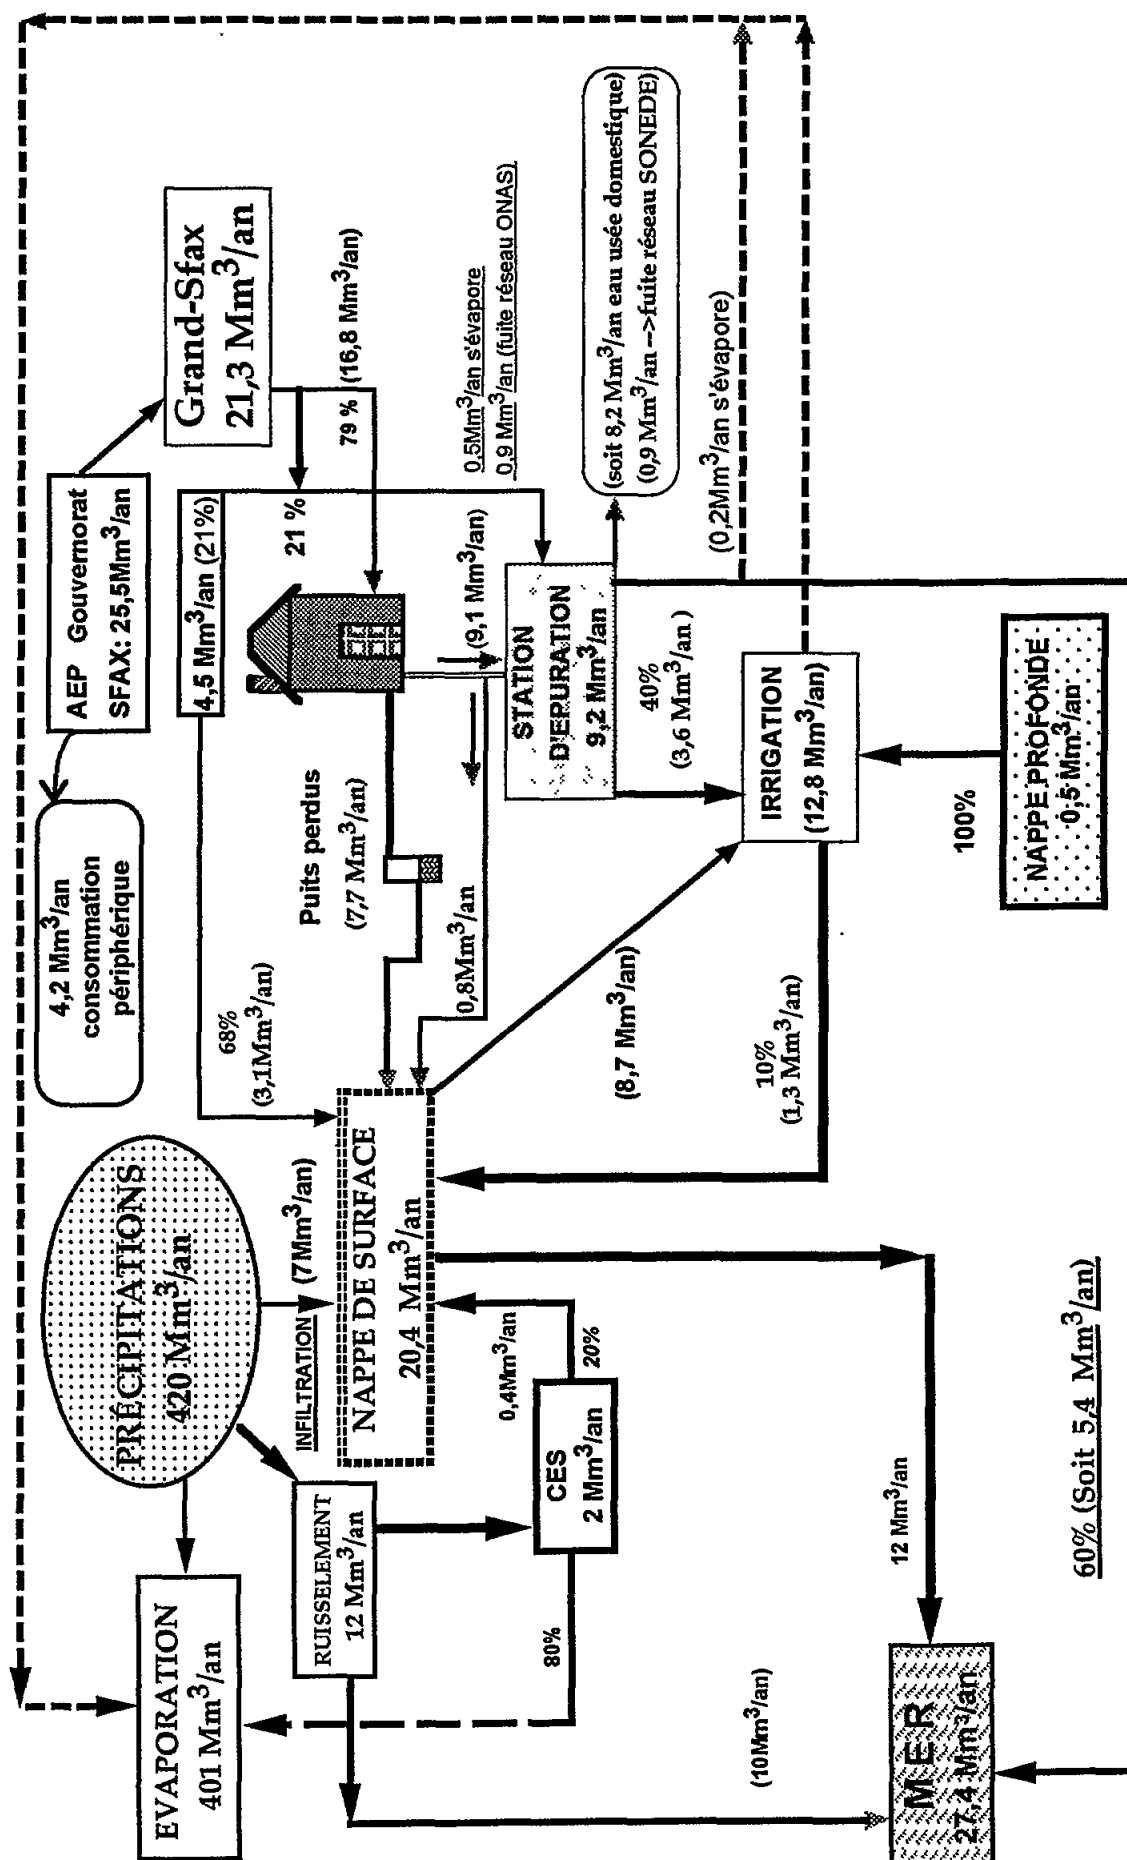 AEP Gouvernorat
SFAX: 25,5Mm³/an
4,2 Mm³/an
consommation
périphérique
Grand-Sfax
21,3 Mm³/an
79 % (16,8 Mm³/an)
4,5 Mm³/an (21%)
21 %
68%
(3,1Mm³/an)
PRÉCIPITATIONS
420 Mm³/an
EVAPORATION
401 Mm³/an
INFILTRATION
(7Mm³/an)
RUISSELEMENT
12 Mm³/an
NAPPE DE SURFACE
20,4 Mm³/an
Puits perdus
(7,7 Mm³/an)
0,8Mm³/an
(9,1 Mm³/an)
0,5Mm³/an s'évapore
0,9 Mm³/an (fuite réseau ONAS)
STATION
D'EPURATION
9,2 Mm³/an
(soit 8,2 Mm³/an eau usée domestique)
(0,9 Mm³/an -->fuite réseau SONEDE)
0,4Mm³/an
20%
CES
2 Mm³/an
80%
(8,7 Mm³/an)
40%
(3,6 Mm³/an )
(0,2Mm³/an s'évapore)
IRRIGATION
(12,8 Mm³/an)
10%
(1,3 Mm³/an)
(10Mm³/an)
12 Mm³/an
100%
MER
27,4 Mm³/an
NAPPE PROFONDE
0,5 Mm³/an
60% (Soit 5,4 Mm³/an)